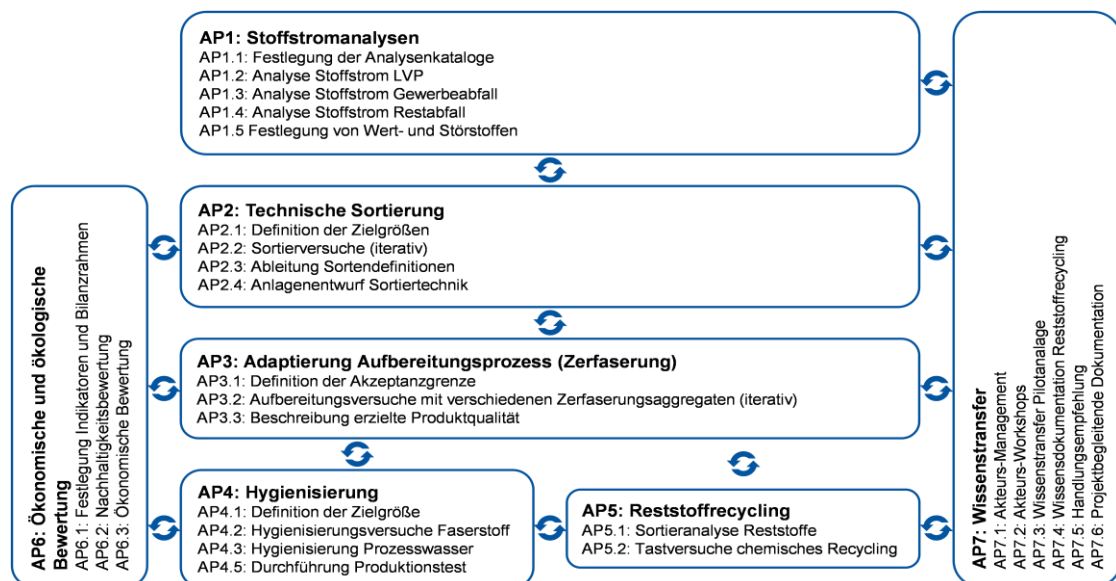 AP1: Stoffstromanalysen
AP1.1: Festlegung der Analysenkataloge
AP1.2: Analyse Stoffstrom LVP
AP1.3: Analyse Stoffstrom Gewerbeabfall
AP1.4: Analyse Stoffstrom Restabfall
AP1.5 Festlegung von Wert- und Störstoffen
AP2: Technische Sortierung
AP2.1: Definition der Zielgrößen
AP2.2: Sortierversuche (iterativ)
AP2.3: Ableitung Sortendefinitionen
AP2.4: Anlagenentwurf Sortiertechnik
AP3: Adaptierung Aufbereitungsprozess (Zerfaserung)
AP3.1: Definition der Akzeptanzgrenze
AP3.2: Aufbereitungsversuche mit verschiedenen Zerfaserungsaggregaten (iterativ)
AP3.3: Beschreibung erzielte Produktqualität
AP4: Hygienisierung
AP4.1: Definition der Zielgröße
AP4.2: Hygienisierungsversuche Faserstoff
AP4.3: Hygienisierung Prozesswasser
AP4.5: Durchführung Produktionstest
AP5: Reststoffrecycling
AP5.1: Sortieranalyse Reststoffe
AP5.2: Tastversuche chemisches Recycling
AP6: Ökonomische und ökologische
Bewertung
AP6.1: Festlegung Indikatoren und Bilanzrahmen
AP6.2: Nachhaltigkeitsbewertung
AP6.3: Ökonomische Bewertung
AP7: Wissenstransfer
AP7.1: Akteurs-Management
AP7.2: Akteurs-Workshops
AP7.3: Wissenstransfer Pilotanalage
AP7.4: Wissensdokumentation Reststoffrecycling
AP7.5: Handlungsempfehlung
AP7.6: Projektbegleitende Dokumentation